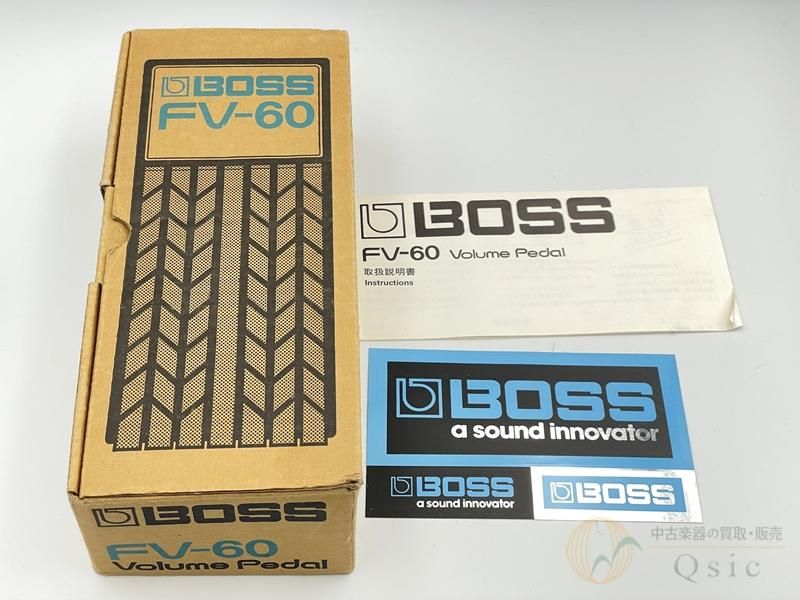 BOSS
FV-60
BOSS
FV-60
Volume Pedal
BOSS
FV-60 Volume Pedal
取扱説明書
Instructions
BOSS
a sound innovator
BOSS
a sound innovator
BOSS
中古楽器の買取・販売
Qsic